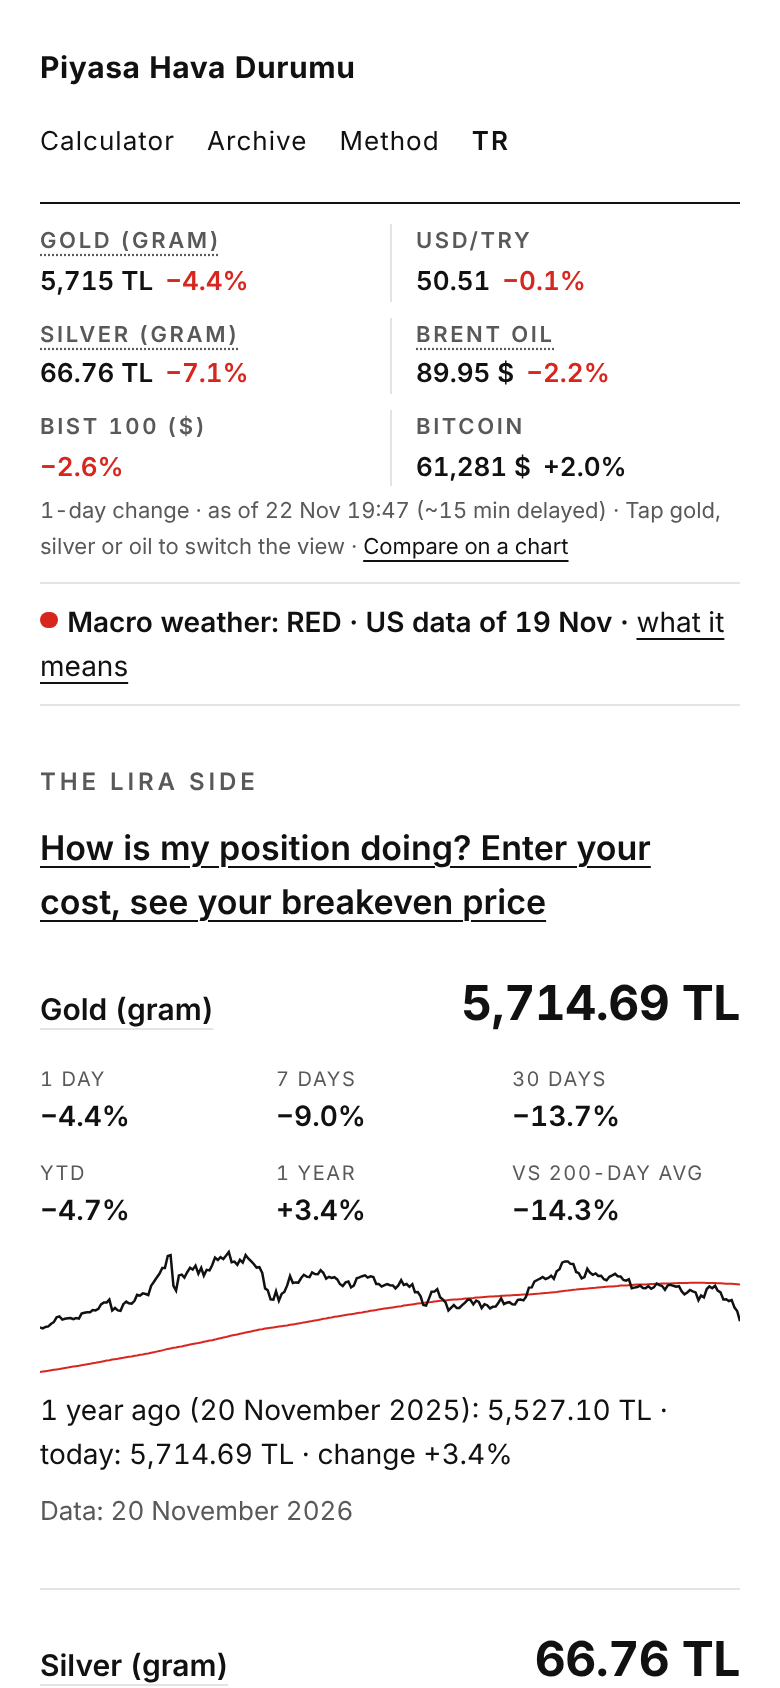 Piyasa Hava Durumu
Calculator Archive Method TR
GOLD (GRAM)
5,715 TL −4.4%
USD/TRY
50.51 −0.1%
SILVER (GRAM)
66.76 TL −7.1%
BRENT OIL
89.95 $ −2.2%
BIST 100 ($)
−2.6%
BITCOIN
61,281 $ +2.0%
1-day change · as of 22 Nov 19:47 (~15 min delayed) · Tap gold,
silver or oil to switch the view · Compare on a chart
Macro weather: RED · US data of 19 Nov · what it
means
THE LIRA SIDE
How is my position doing? Enter your
cost, see your breakeven price
Gold (gram) 5,714.69 TL
1 DAY 7 DAYS 30 DAYS
−4.4% −9.0% −13.7%
YTD 1 YEAR VS 200-DAY AVG
−4.7% +3.4% −14.3%
1 year ago (20 November 2025): 5,527.10 TL ·
today: 5,714.69 TL · change +3.4%
Data: 20 November 2026
Silver (gram) 66.76 TL